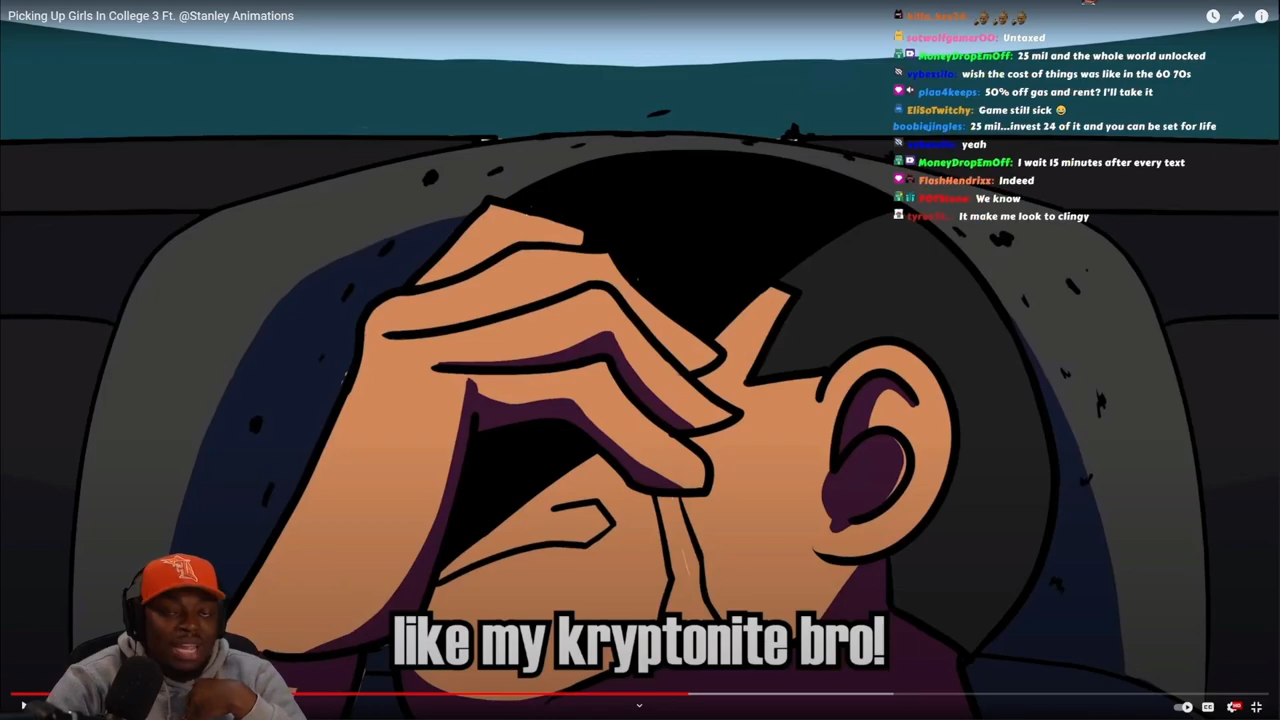 Picking Up Girls In College 3 Ft. @Stanley Animations
sotwolfgamerOD: Untaxed
MoneyDropEmOff: 25 mil and the whole world unlocked
wish the cost of things was like in the 60 70s
plaa4keeps: 50% off gas and rent? I'll take it
EliSoTwitchy: Game still sick
boobiejingles: 25 mil...invest 24 of it and you can be set for life
yeah
MoneyDropEmOff: I wait 15 minutes after every text
FlashHendrixx: Indeed
We know
It make me look to clingy
like my kryptonite bro!